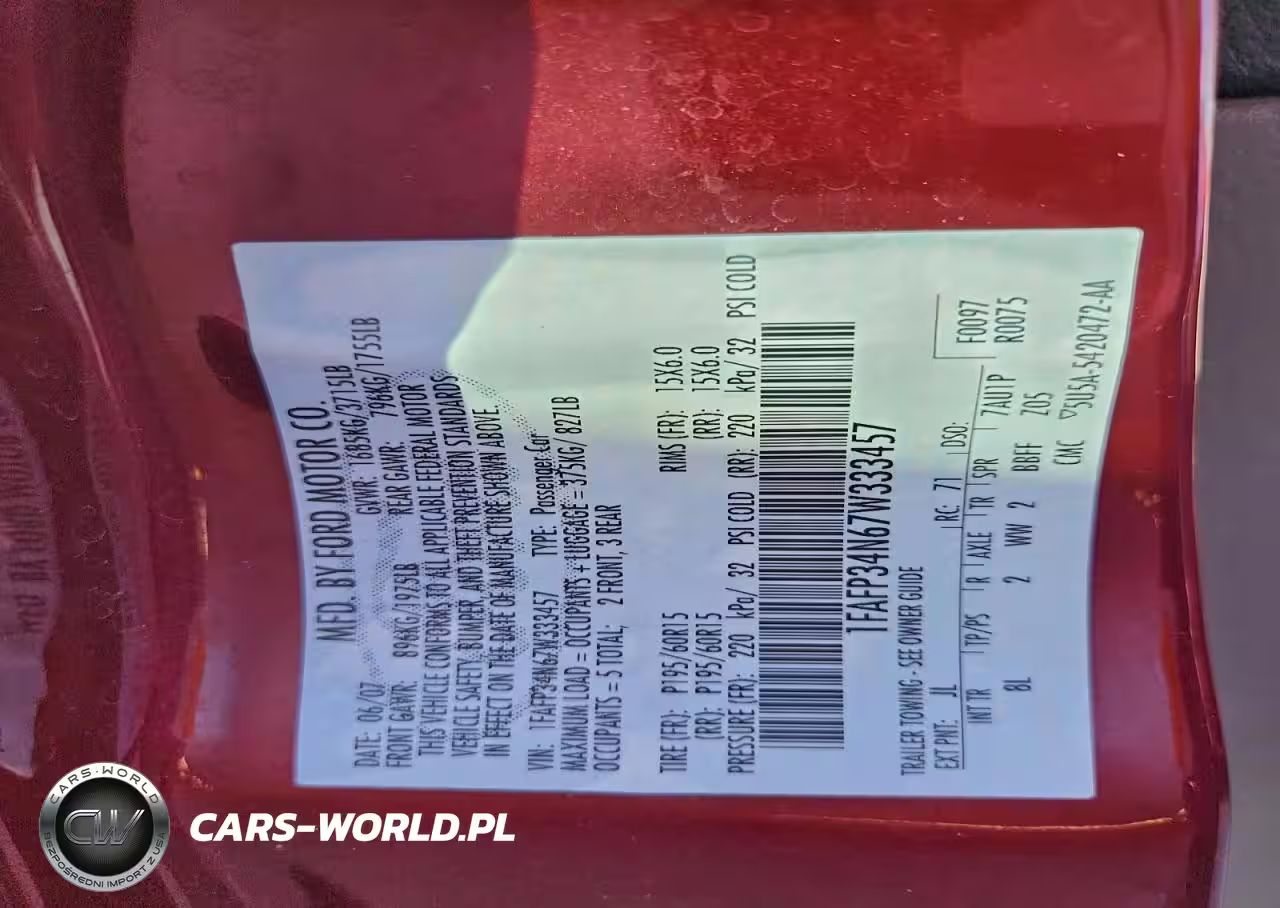 MFD. BY FORD MOTOR CO.
DATE: 06/07 GVWR: 1685KG/3715LB
FRONT GAWR: 896KG/1975LB REAR GAWR: 796KG/1755LB
THIS VEHICLE CONFORMS TO ALL APPLICABLE FEDERAL MOTOR
VEHICLE SAFETY, BUMPER, AND THEFT PREVENTION STANDARDS
IN EFFECT ON THE DATE OF MANUFACTURE SHOWN ABOVE.
VIN: 1FAFP34N67W333457 TYPE: Passenger Car
MAXIMUM LOAD = OCCUPANTS + LUGGAGE = 375KG/ 827LB
OCCUPANTS = 5 TOTAL; 2 FRONT, 3 REAR
TIRE (FR): P195/60R15 RIMS (FR): 15X6.0
(RR): P195/60R15 (RR): 15X6.0
PRESSURE (FR): 220 kPa/ 32 PSI COLD (RR): 220 kPa/ 32 PSI COLD
1FAFP34N67W333457
TRAILER TOWING - SEE OWNER GUIDE
EXT PNT: JL RC: 71 DSO: F0097
INT TR TP/PS R AXLE TR SPR 7AU1P R0075
8L 2 WW 2 BBFF Z05
CMC ▽5U5A-5420472-AA
CARS-WORLD
CW
BEZPOŚREDNI IMPORT Z USA
CARS-WORLD.PL